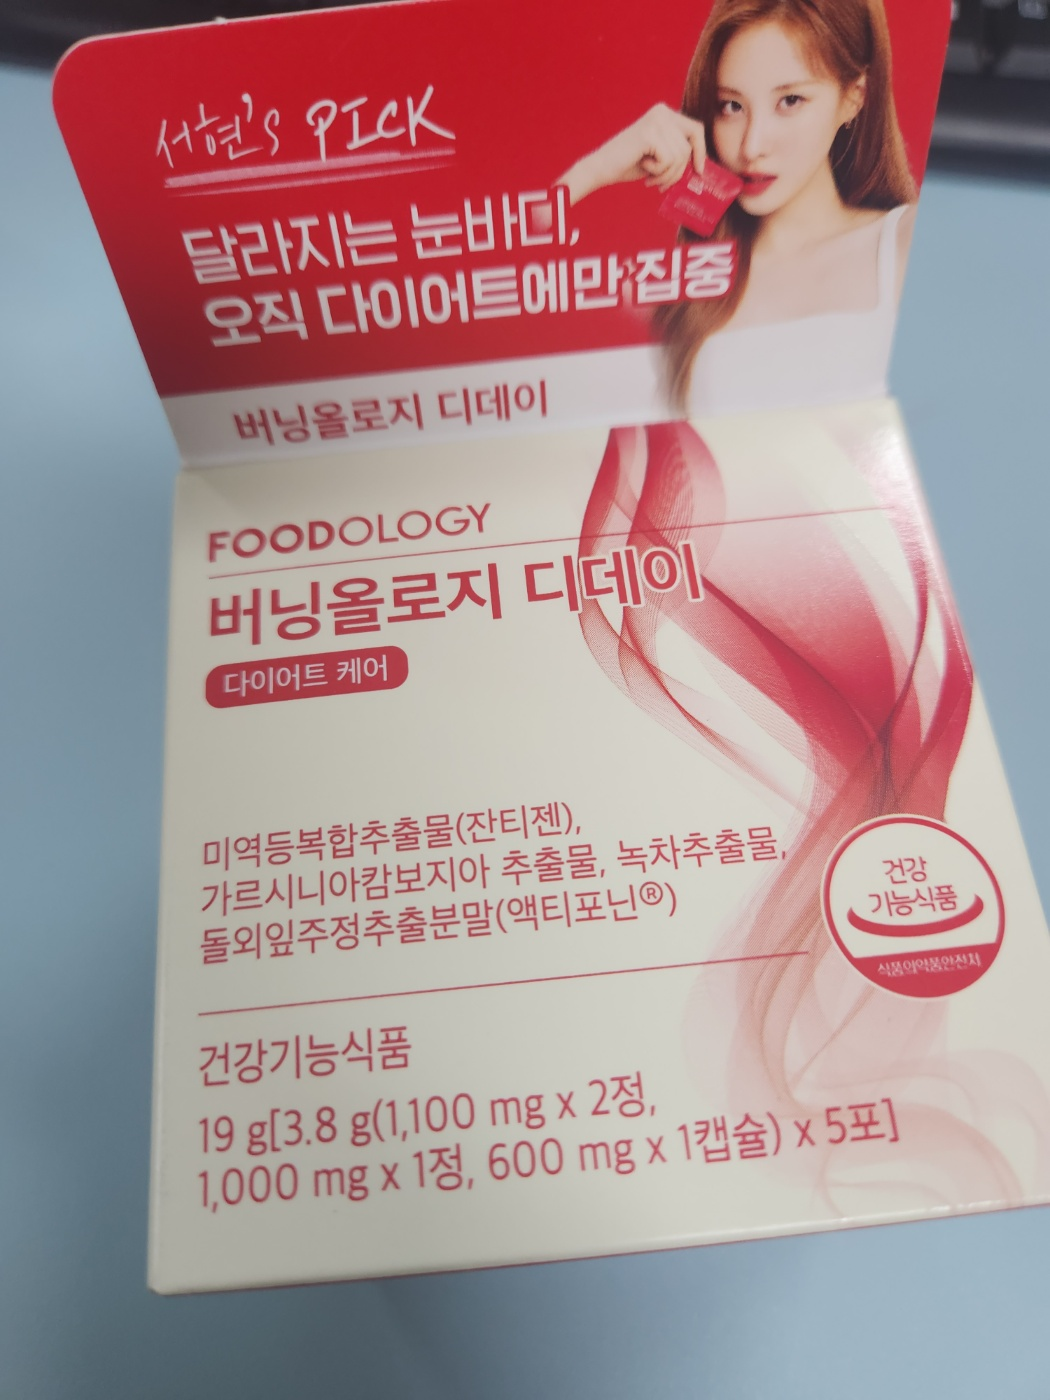 서현's PICK
달라지는 눈바디,
오직 다이어트에만 집중
버닝올로지 디데이
FOODOLOGY
버닝올로지 디데이
다이어트 케어
미역등복합추출물(잔티젠),
가르시니아캄보지아 추출물, 녹차추출물,
돌외잎주정추출분말(액티포닌®)
건강
기능식품
식품의약품안전처
건강기능식품
19 g[3.8 g(1,100 mg x 2정,
1,000 mg x 1정, 600 mg x 1캡슐) x 5포]